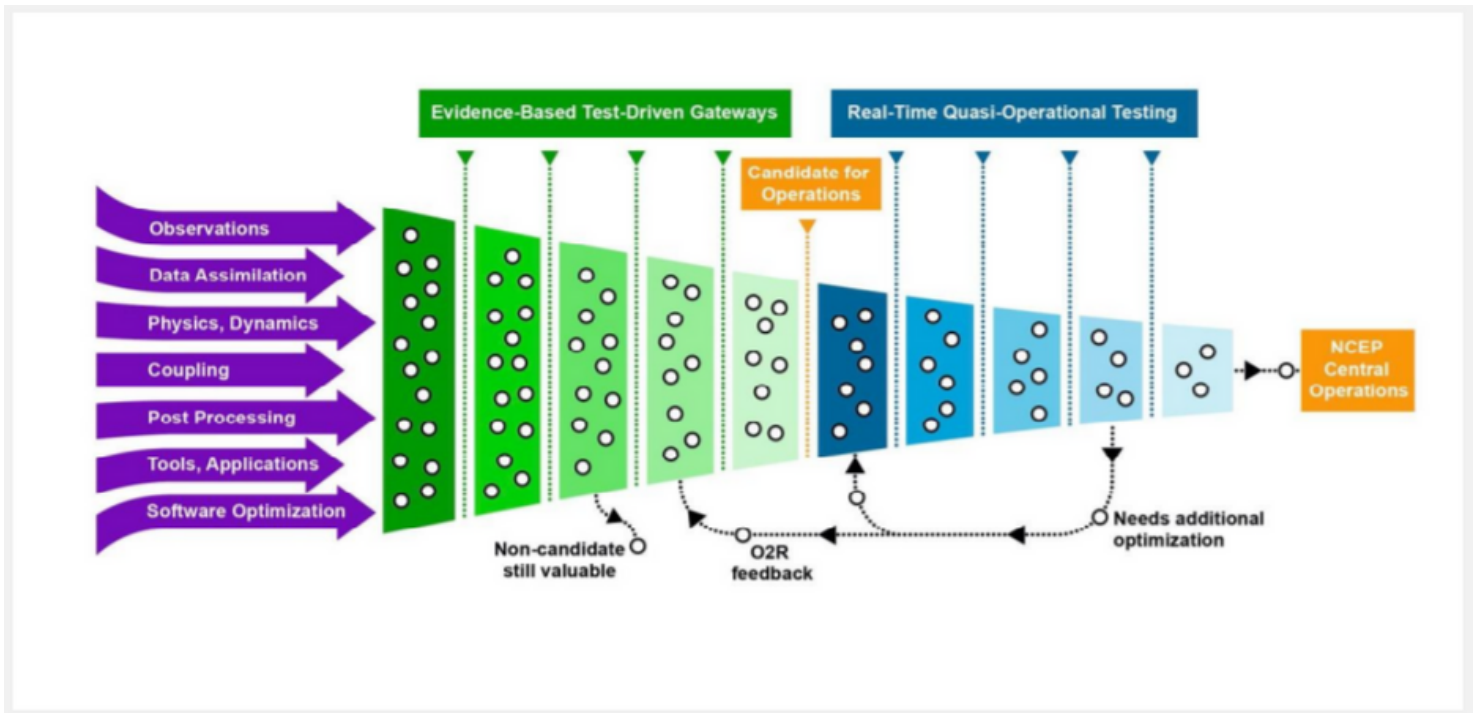 Evidence-Based Test-Driven Gateways
Real-Time Quasi-Operational Testing
Candidate for
Operations
Observations
Data Assimilation
Physics, Dynamics
Coupling
Post Processing
Tools, Applications
Software Optimization
NCEP
Central
Operations
Non-candidate
still valuable
O2R
feedback
Needs additional
optimization